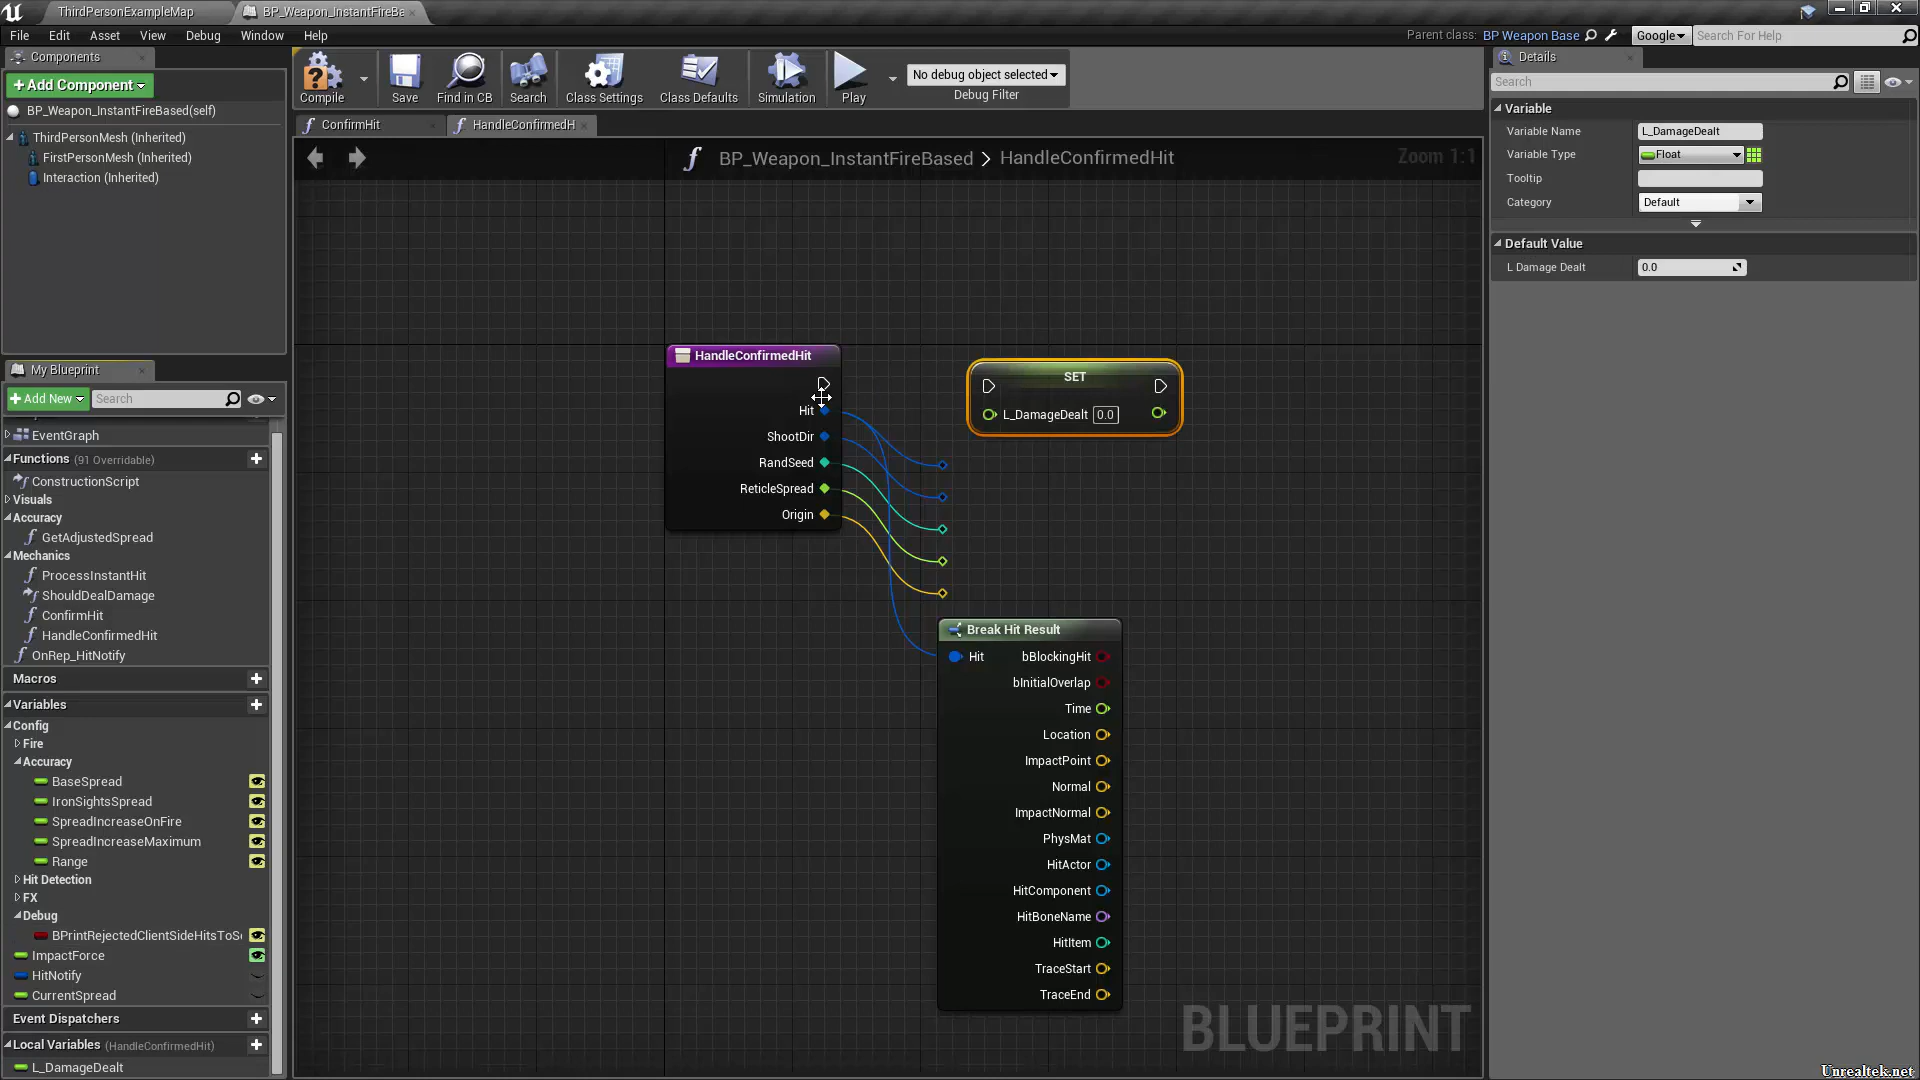 ThirdPersonExampleMap
BP_Weapon_InstantFireBa
File Edit Asset View Debug Window Help
Parent class: BP Weapon Base
Google
Search For Help
Components
+Add Component
BP_Weapon_InstantFireBased(self)
ThirdPersonMesh (Inherited)
FirstPersonMesh (Inherited)
Interaction (Inherited)
Compile
Save
Find in CB
Search
Class Settings
Class Defaults
Simulation
Play
No debug object selected
Debug Filter
ConfirmHit
HandleConfirmedH
BP_Weapon_InstantFireBased > HandleConfirmedHit
Zoom 1:1
HandleConfirmedHit
Hit
ShootDir
RandSeed
ReticleSpread
Origin
SET
L_DamageDealt 0.0
Break Hit Result
Hit
bBlockingHit
bInitialOverlap
Time
Location
ImpactPoint
Normal
ImpactNormal
PhysMat
HitActor
HitComponent
HitBoneName
HitItem
TraceStart
TraceEnd
BLUEPRINT
My Blueprint
+Add New
Search
EventGraph
Functions (91 Overridable)
ConstructionScript
Visuals
Accuracy
GetAdjustedSpread
Mechanics
ProcessInstantHit
ShouldDealDamage
ConfirmHit
HandleConfirmedHit
OnRep_HitNotify
Macros
Variables
Config
Fire
Accuracy
BaseSpread
IronSightsSpread
SpreadIncreaseOnFire
SpreadIncreaseMaximum
Range
Hit Detection
FX
Debug
BPrintRejectedClientSideHitsToS
ImpactForce
HitNotify
CurrentSpread
Event Dispatchers
Local Variables (HandleConfirmedHit)
L_DamageDealt
Details
Search
Variable
Variable Name L_DamageDealt
Variable Type Float
Tooltip
Category Default
Default Value
L Damage Dealt 0.0
Unrealtek.net